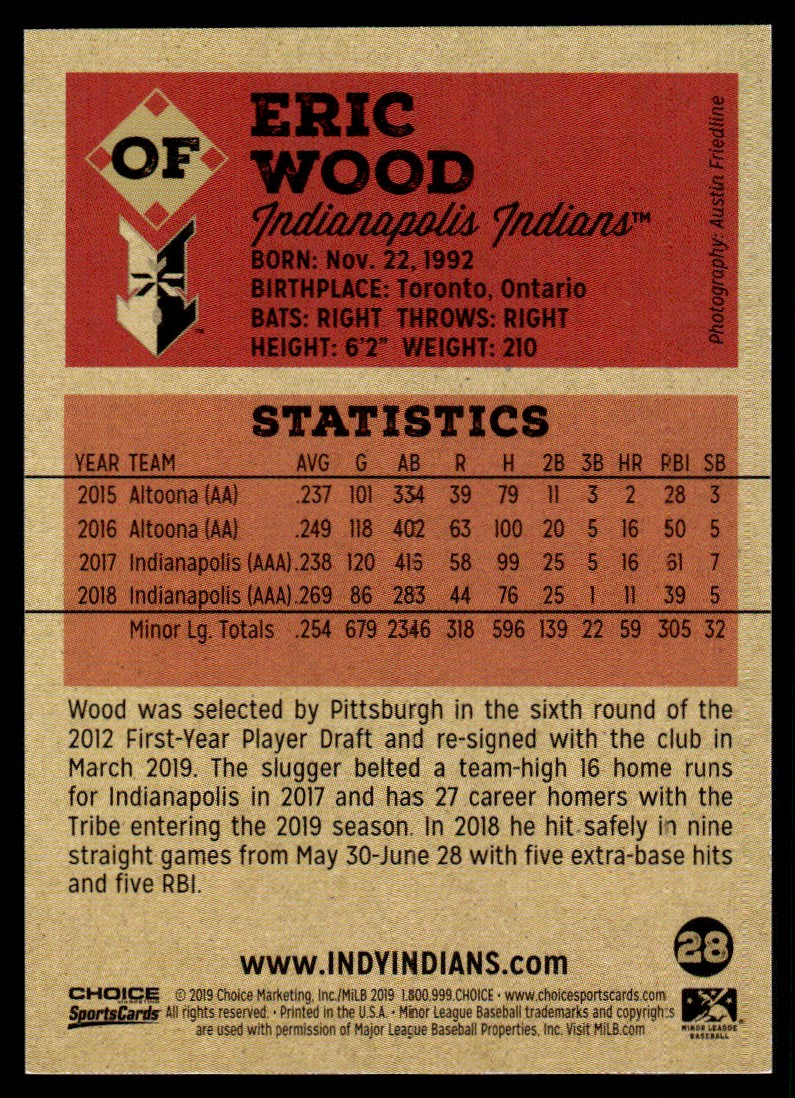 OF
ERIC
WOOD
Indianapolis Indians™
BORN: Nov. 22, 1992
BIRTHPLACE: Toronto, Ontario
BATS: RIGHT THROWS: RIGHT
HEIGHT: 6'2" WEIGHT: 210
Photography: Austin Friedline
STATISTICS
YEAR TEAM AVG G AB R H 2B 3B HR RBI SB
2015 Altoona (AA) .237 101 334 39 79 11 3 2 28 3
2016 Altoona (AA) .249 118 402 63 100 20 5 16 50 5
2017 Indianapolis (AAA) .238 120 416 58 99 25 5 16 61 7
2018 Indianapolis (AAA) .269 86 283 44 76 25 1 11 39 5
Minor Lg. Totals .254 679 2346 318 596 139 22 59 305 32
Wood was selected by Pittsburgh in the sixth round of the
2012 First-Year Player Draft and re-signed with the club in
March 2019. The slugger belted a team-high 16 home runs
for Indianapolis in 2017 and has 27 career homers with the
Tribe entering the 2019 season. In 2018 he hit safely in nine
straight games from May 30-June 28 with five extra-base hits
and five RBI.
28
www.INDYINDIANS.com
CHOICE
MARKETING
SportsCards
© 2019 Choice Marketing, Inc./MiLB 2019 1.800.999.CHOICE • www.choicesportscards.com
All rights reserved. • Printed in the U.S.A. • Minor League Baseball trademarks and copyrights
are used with permission of Major League Baseball Properties, Inc. Visit MiLB.com
MINOR LEAGUE
BASEBALL